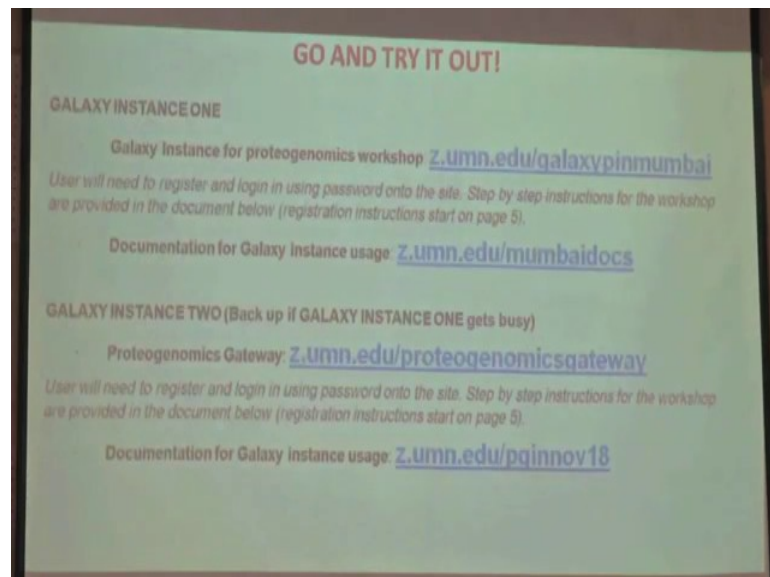 GO AND TRY IT OUT!
GALAXY INSTANCE ONE
Galaxy Instance for proteogenomics workshop: z.umn.edu/galaxypinmumbai
User will need to register and login in using password onto the site. Step by step instructions for the workshop
are provided in the document below (registration instructions start on page 5).
Documentation for Galaxy Instance usage: z.umn.edu/mumbaidocs
GALAXY INSTANCE TWO (Back up if GALAXY INSTANCE ONE gets busy)
Proteogenomics Gateway: z.umn.edu/proteogenomicsgateway
User will need to register and login in using password onto the site. Step by step instructions for the workshop
are provided in the document below (registration instructions start on page 5).
Documentation for Galaxy instance usage: z.umn.edu/pginnov18